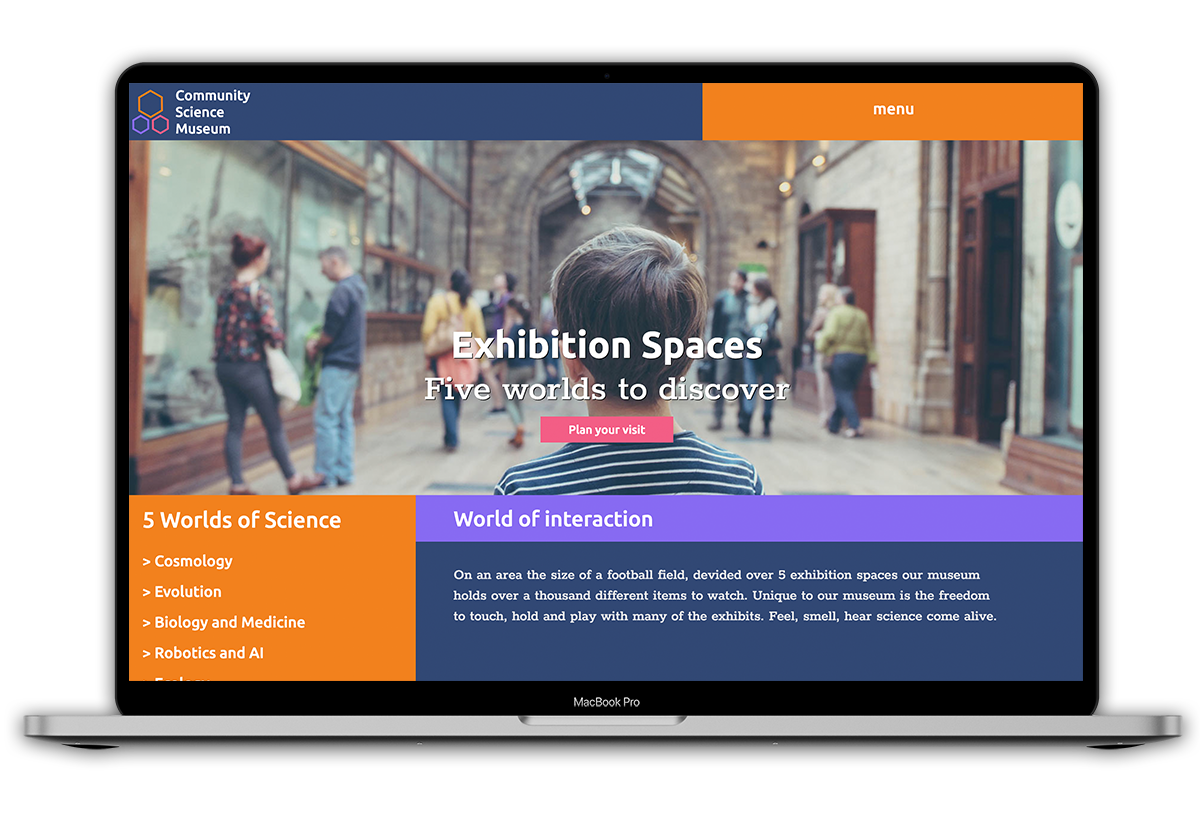 Community
Science
Museum
menu
Exhibition Spaces
Five worlds to discover
Plan your visit
5 Worlds of Science
> Cosmology
> Evolution
> Biology and Medicine
> Robotics and AI
World of interaction
On an area the size of a football field, devided over 5 exhibition spaces our museum
holds over a thousand different items to watch. Unique to our museum is the freedom
to touch, hold and play with many of the exhibits. Feel, smell, hear science come alive.
MacBook Pro